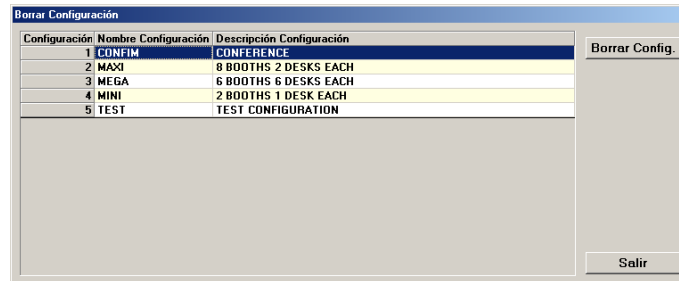 Borrar Configuración
Configuración Nombre Configuración Descripción Configuración
1 CONFIM CONFERENCE
2 MAXI 8 BOOTHS 2 DESKS EACH
3 MEGA 6 BOOTHS 6 DESKS EACH
4 MINI 2 BOOTHS 1 DESK EACH
5 TEST TEST CONFIGURATION
Borrar Config.
Salir